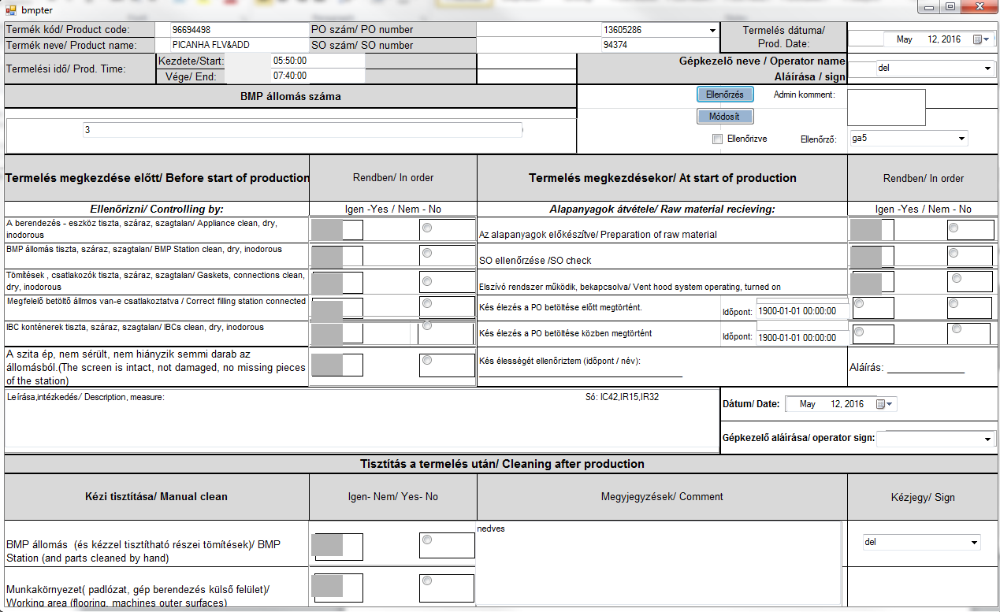 bmpter
Termék kód/ Product code: 96694498 PO szám/ PO number 13605286 Termelés dátuma/
Prod. Date: May 12, 2016
Termék neve/ Product name: PICANHA FLV&ADD SO szám/ SO number 94374
Termelési idő/ Prod. Time: Kezdete/Start: 05:50:00 Gépkezelő neve / Operator name
Vége/ End: 07:40:00 Aláírása / sign del
BMP állomás száma Ellenőrzés Admin komment:
Módosít
3
Ellenőrizve Ellenőrző: ga5
Termelés megkezdése előtt/ Before start of production Rendben/ In order Termelés megkezdésekor/ At start of production Rendben/ In order
Ellenőrizni/ Controlling by: Igen -Yes / Nem - No Alapanyagok átvétele/ Raw material recieving: Igen -Yes / Nem - No
A berendezés - eszköz tiszta, száraz, szagtalan/ Appliance clean, dry,
inodorous Az alapanyagok előkészítve/ Preparation of raw material
BMP állomás tiszta, száraz, szagtalan/ BMP Station clean, dry, inodorous
SO ellenőrzése /SO check
Tömítések , csatlakozók tiszta, száraz, szagtalan/ Gaskets, connections clean,
dry, inodorous Elszívó rendszer működik, bekapcsolva/ Vent hood system operating, turned on
Megfelelő betöltő állmos van-e csatlakoztatva / Correct filling station connected Kés élezés a PO betöltése előtt megtörtént. Időpont: 1900-01-01 00:00:00
IBC konténerek tiszta, száraz, szagtalan/ IBCs clean, dry, inodorous Kés élezés a PO betöltése közben megtörtént Időpont: 1900-01-01 00:00:00
A szita ép, nem sérült, nem hiányzik semmi darab az
állomásból.(The screen is intact, not damaged, no missing pieces
of the station) Kés élességét ellenőriztem (időpont / név): Aláírás:
Leírása,intézkedés/ Description, measure: Só: IC42,IR15,IR32 Dátum/ Date: May 12, 2016
Gépkezelő aláírása/ operator sign:
Tisztítás a termelés után/ Cleaning after production
Kézi tisztítása/ Manual clean Igen- Nem/ Yes- No Megyjegyzések/ Comment Kézjegy/ Sign
nedves
BMP állomás (és kézzel tisztítható részei tömítések)/ BMP
Station (and parts cleaned by hand) del
Munkakörnyezet( padlózat, gép berendezés külső felület)/
Working area (flooring, machines outer surfaces)